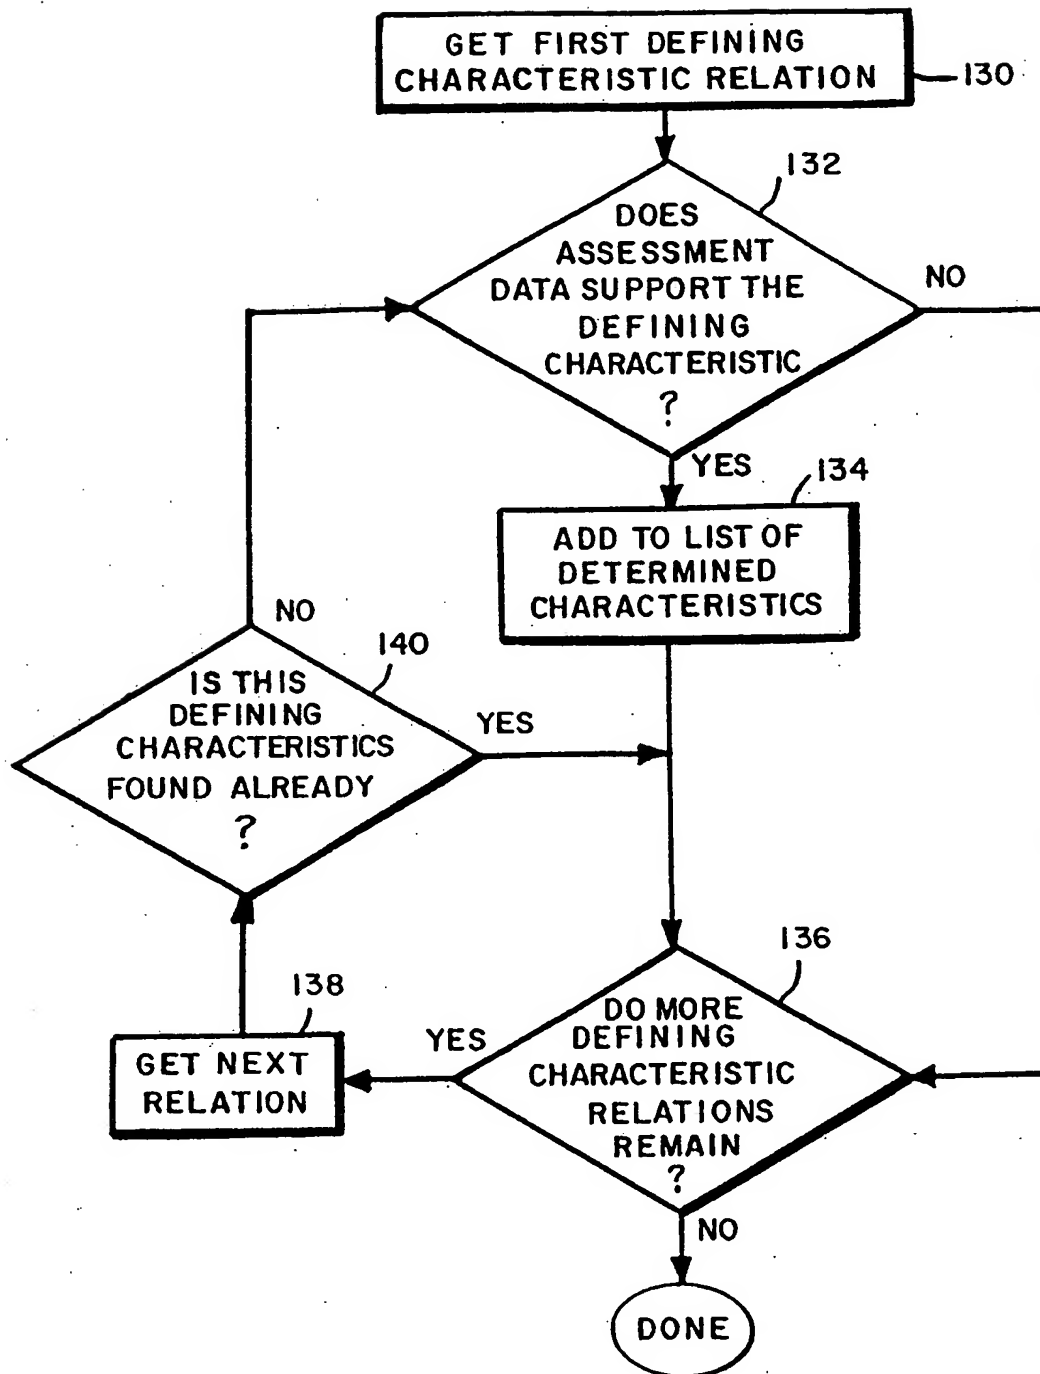 GET FIRST DEFINING
CHARACTERISTIC RELATION
130
132
DOES
ASSESSMENT
DATA SUPPORT THE
DEFINING
CHARACTERISTIC
?
NO
YES
134
ADD TO LIST OF
DETERMINED
CHARACTERISTICS
NO
140
IS THIS
DEFINING
CHARACTERISTICS
FOUND ALREADY
?
YES
136
DO MORE
DEFINING
CHARACTERISTIC
RELATIONS
REMAIN
?
YES
138
GET NEXT
RELATION
NO
DONE